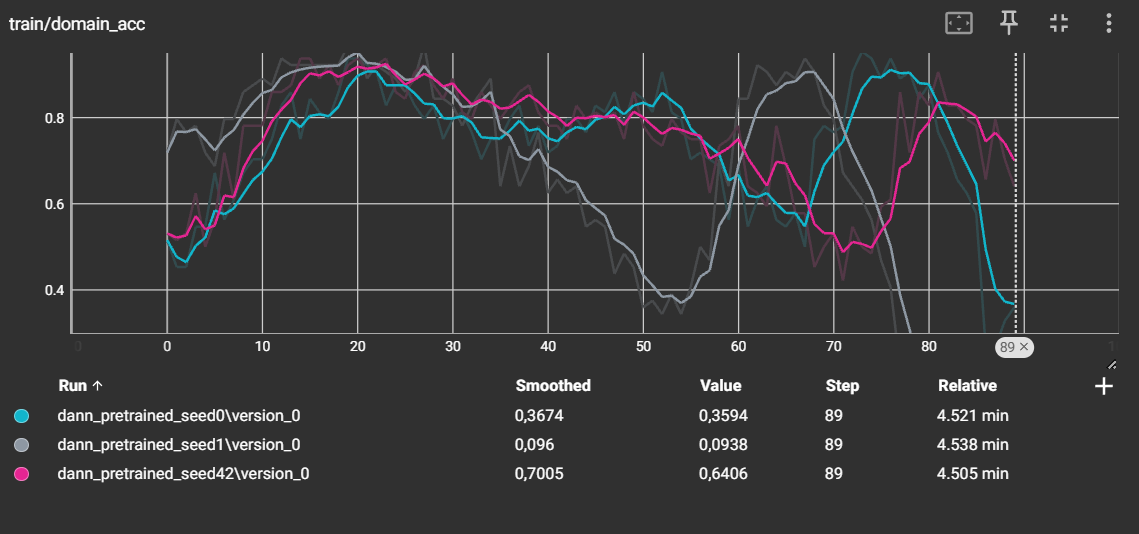 train/domain_acc
0.8
0.6
0.4
0 0 10 20 30 40 50 60 70 80 89 × 1
Run ↑ Smoothed Value Step Relative
dann_pretrained_seed0\version_0 0,3674 0,3594 89 4.521 min
dann_pretrained_seed1\version_0 0,096 0,0938 89 4.538 min
dann_pretrained_seed42\version_0 0,7005 0,6406 89 4.505 min